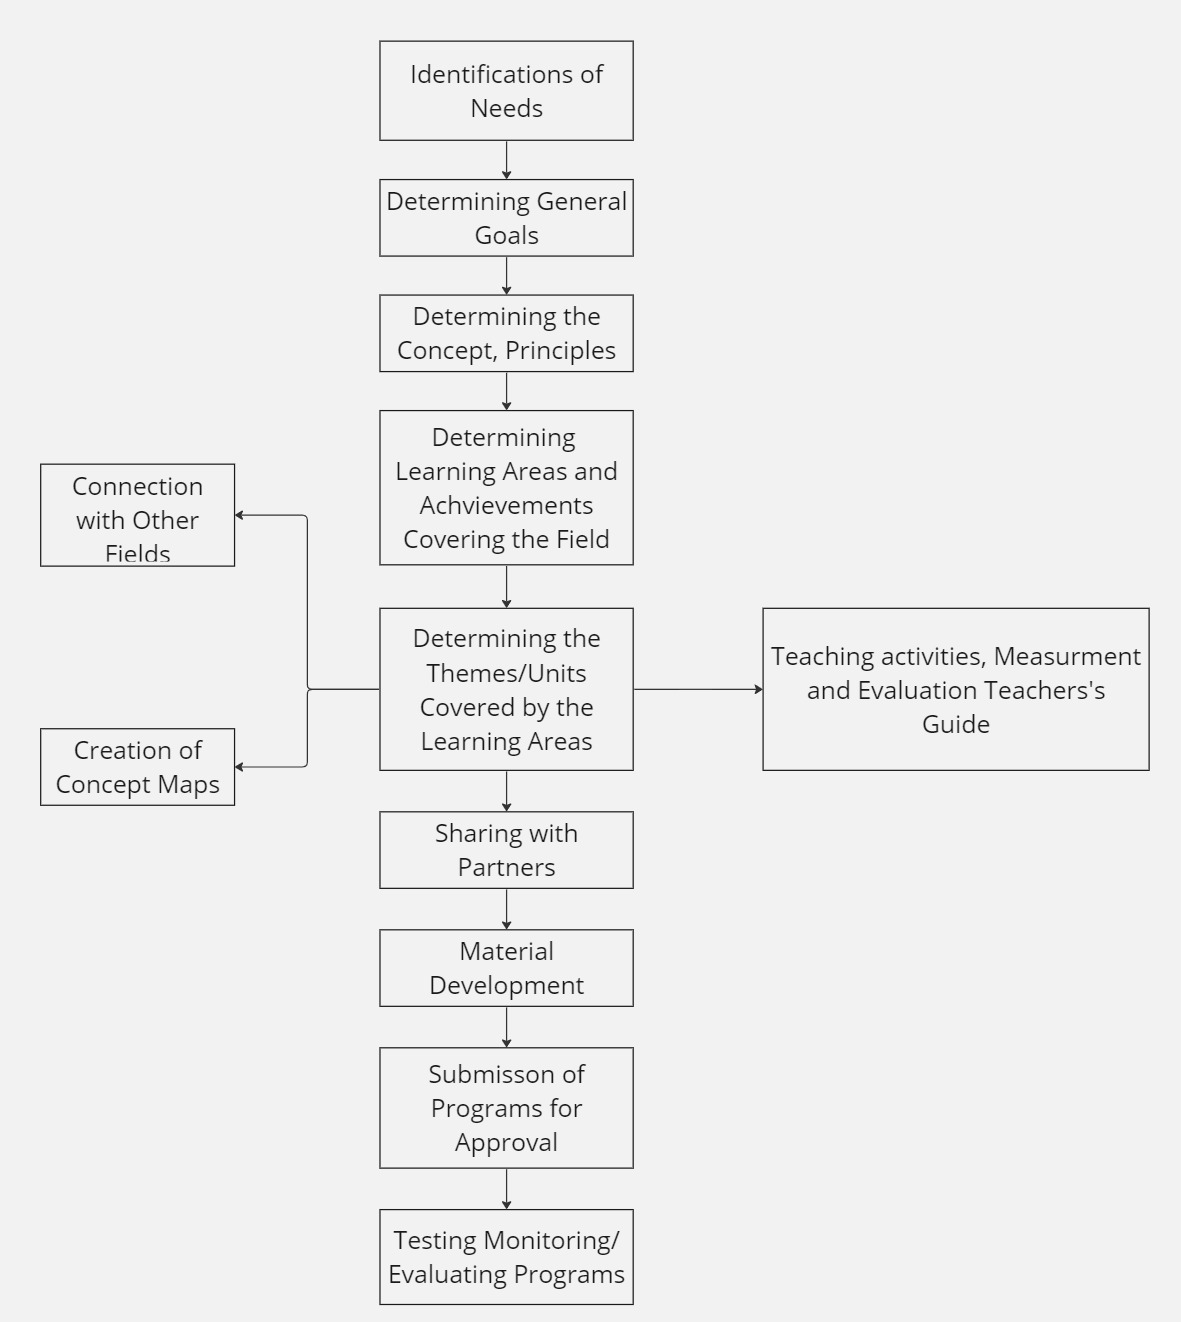 Identifications of
Needs
Determining General
Goals
Determining the
Concept, Principles
Determining
Learning Areas and
Achvievements
Covering the Field
Connection
with Other
Fields
Determining the
Themes/Units
Covered by the
Learning Areas
Teaching activities, Measurment
and Evaluation Teachers's
Guide
Creation of
Concept Maps
Sharing with
Partners
Material
Development
Submisson of
Programs for
Approval
Testing Monitoring/
Evaluating Programs